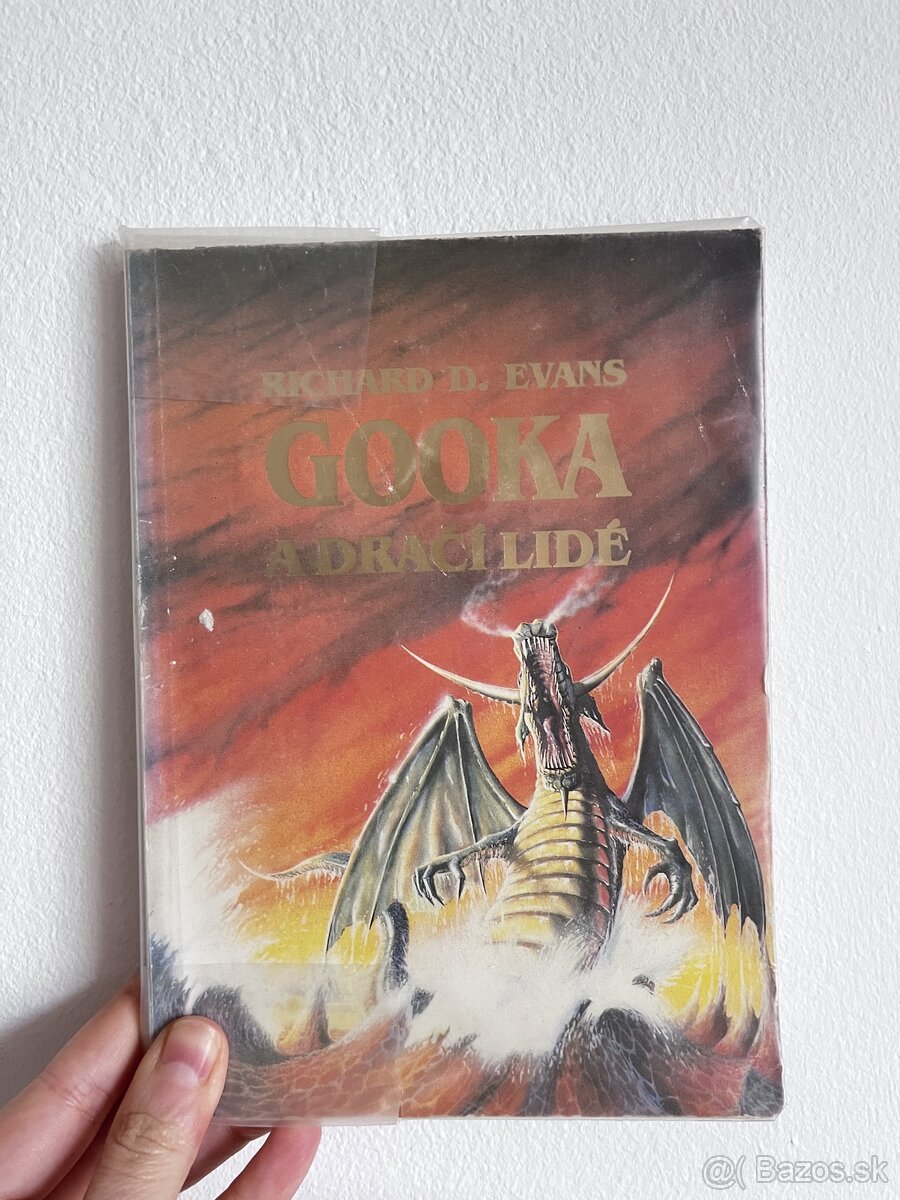 RICHARD D. EVANS
GOOKA
A DRAČÍ LIDÉ
@( Bazos.sk